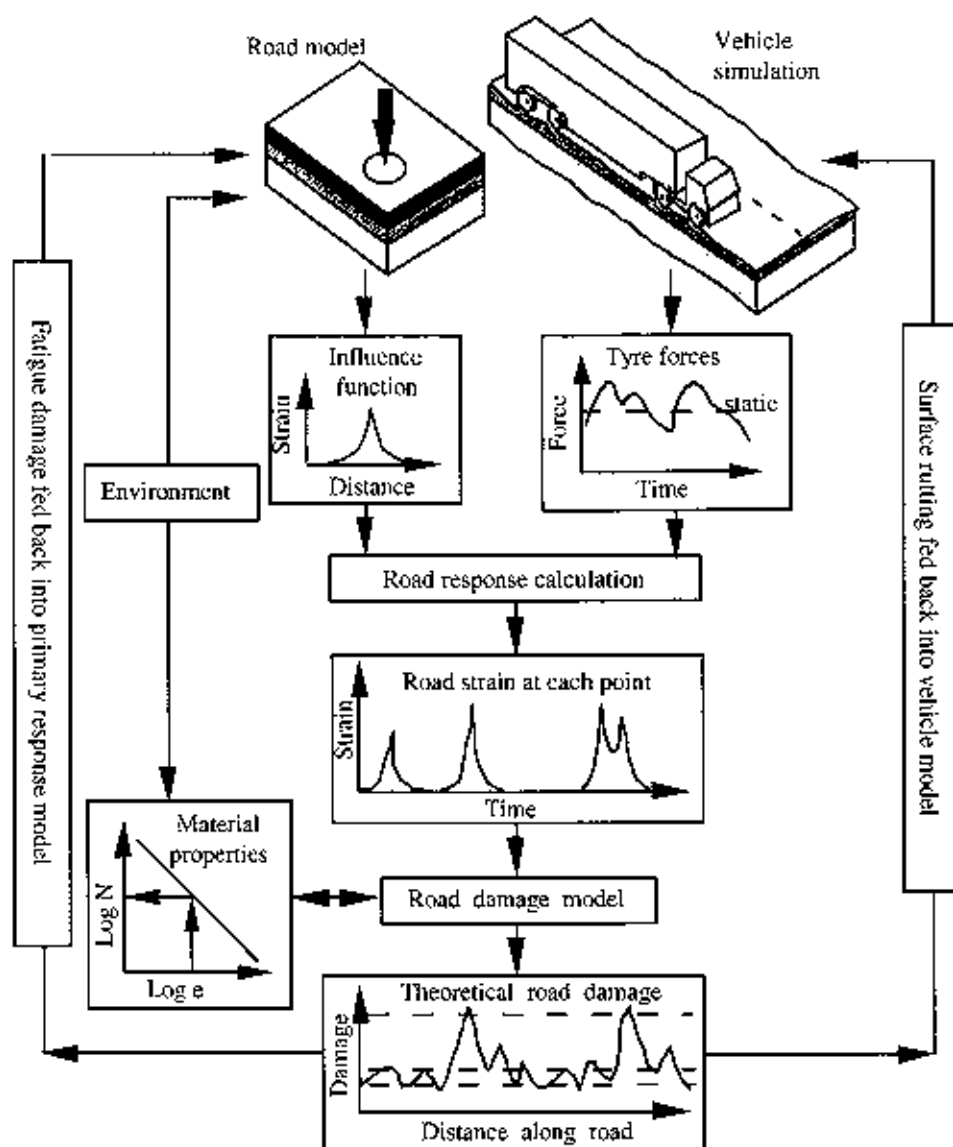 Road model
Vehicle
simulation
Influence
function
Strain
Distance
Tyre forces
static
Force
Time
Environment
Road response calculation
Road strain at each point
Strain
Time
Material
properties
Log N
Log e
Road damage model
Theoretical road damage
Damage
Distance along road
Fatigue damage fed back into primary response model
Surface rutting fed back into vehicle model